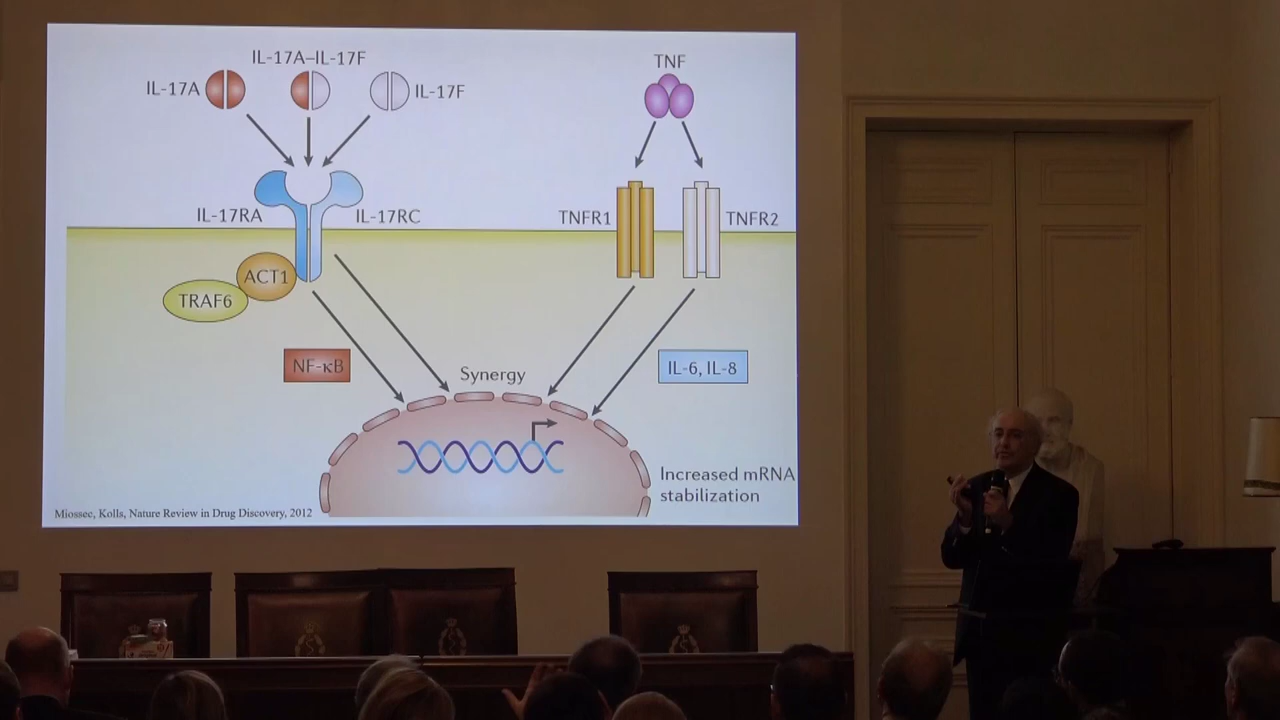 IL-17A–IL-17F
IL-17A
IL-17F
TNF
IL-17RA
IL-17RC
TNFR1
TNFR2
ACT1
TRAF6
NF-κB
Synergy
IL-6, IL-8
Increased mRNA
stabilization
Miossec, Kolls, Nature Review in Drug Discovery, 2012